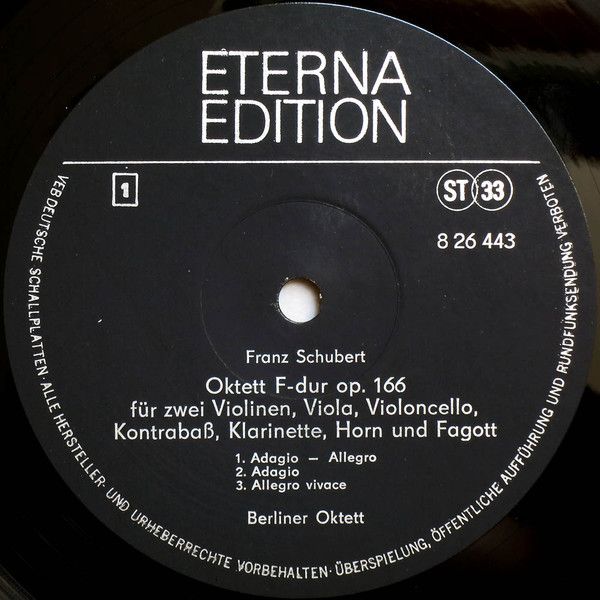 ETERNA
EDITION
1
ST 33
8 26 443
Franz Schubert
Oktett F-dur op. 166
für zwei Violinen, Viola, Violoncello,
Kontrabaß, Klarinette, Horn und Fagott
1. Adagio – Allegro
2. Adagio
3. Allegro vivace
Berliner Oktett
VEB DEUTSCHE SCHALLPLATTEN · ALLE HERSTELLER- UND URHEBERRECHTE VORBEHALTEN · ÜBERSPIELUNG, ÖFFENTLICHE AUFFÜHRUNG UND RUNDFUNKSENDUNG VERBOTEN